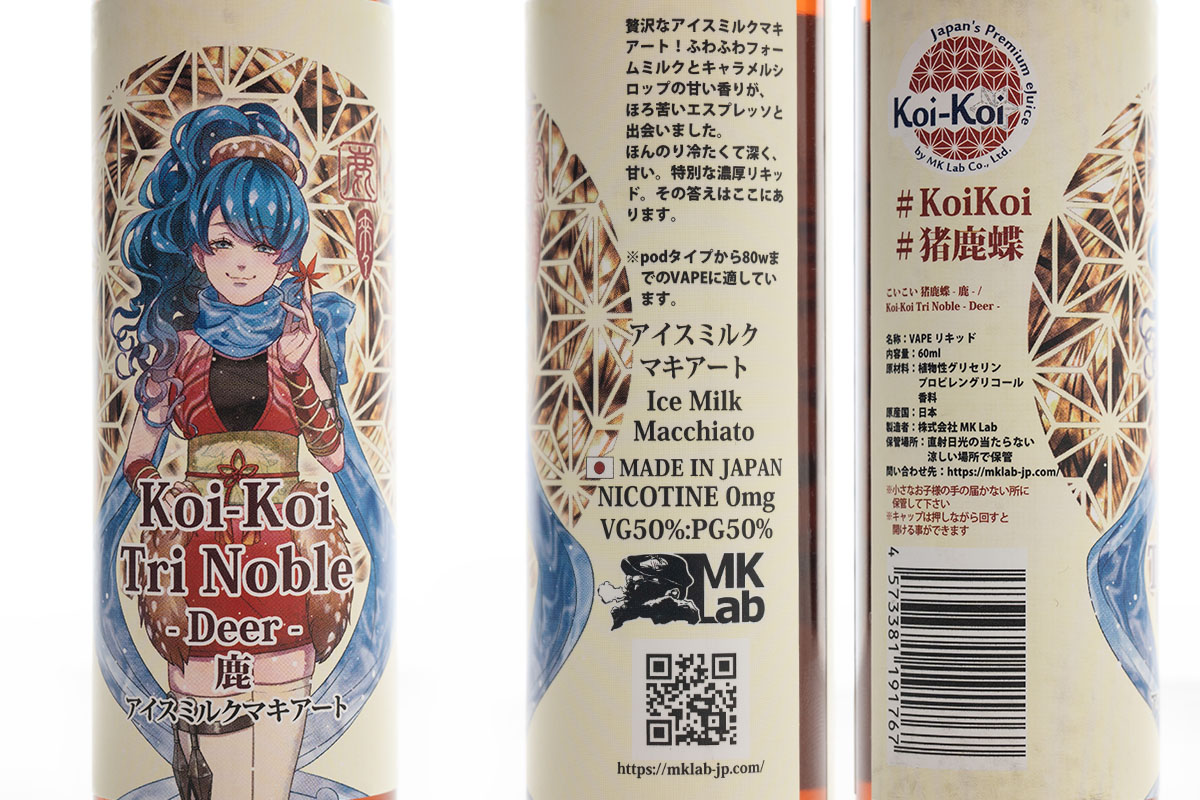 鹿
来々
Koi-Koi
Tri Noble
- Deer -
鹿
アイスミルクマキアート
贅沢なアイスミルクマキ
アート！ふわふわフォー
ムミルクとキャラメルシ
ロップの甘い香りが、
ほろ苦いエスプレッソと
出会いました。
ほんのり冷たくて深く、
甘い。特別な濃厚リキッ
ド。その答えはここにあ
ります。
※podタイプから80wま
でのVAPEに適してい
ます。
アイスミルク
マキアート
Ice Milk
Macchiato
MADE IN JAPAN
NICOTINE 0mg
VG50%:PG50%
MK
Lab
https://mklab-jp.com/
Japan's Premium eJuice
Koi-Koi
by MK Lab Co., Ltd.
#KoiKoi
#猪鹿蝶
こいこい 猪鹿蝶 - 鹿 - /
Koi-Koi Tri Noble - Deer -
名称：VAPE リキッド
内容量：60ml
原材料：植物性グリセリン
プロピレングリコール
香料
原産国：日本
製造者：株式会社 MK Lab
保管場所：直射日光の当たらない
涼しい場所で保管
問い合わせ先：https://mklab-jp.com/
※小さなお子様の手の届かない所に
保管して下さい
※キャップは押しながら回すと
開ける事ができます
4 573381 191767